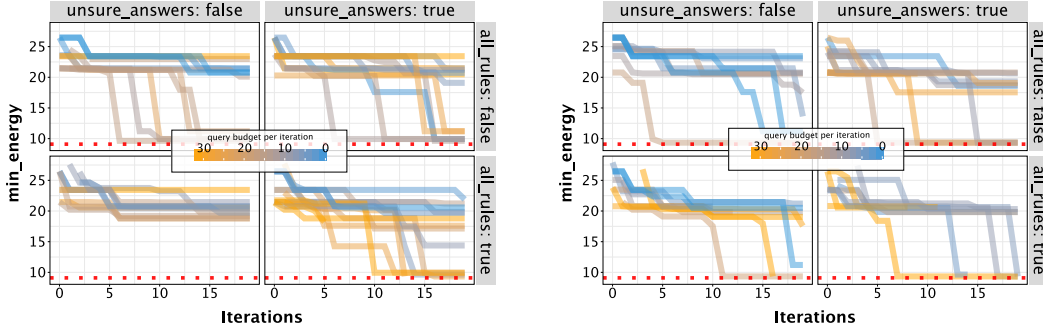 unsure_answers: false unsure_answers: true
min_energy
25
20
15
10
all_rules: false
query budget per iteration
30 20 10 0
min_energy
25
20
15
10
all_rules: true
0 5 10 15 0 5 10 15
Iterations
unsure_answers: false unsure_answers: true
min_energy
25
20
15
10
all_rules: false
query budget per iteration
30 20 10 0
min_energy
25
20
15
10
all_rules: true
0 5 10 15 0 5 10 15
Iterations